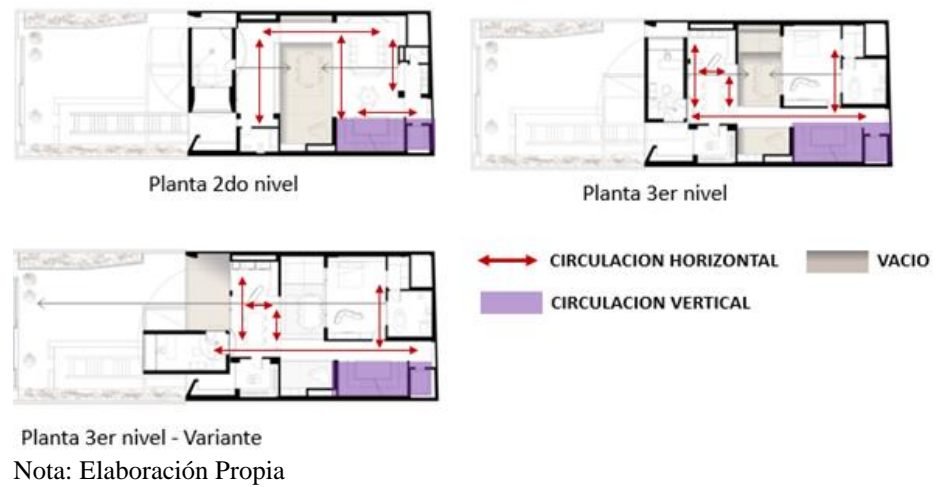 Planta 2do nivel
Planta 3er nivel
CIRCULACION HORIZONTAL
VACIO
CIRCULACION VERTICAL
Planta 3er nivel - Variante
Nota: Elaboración Propia